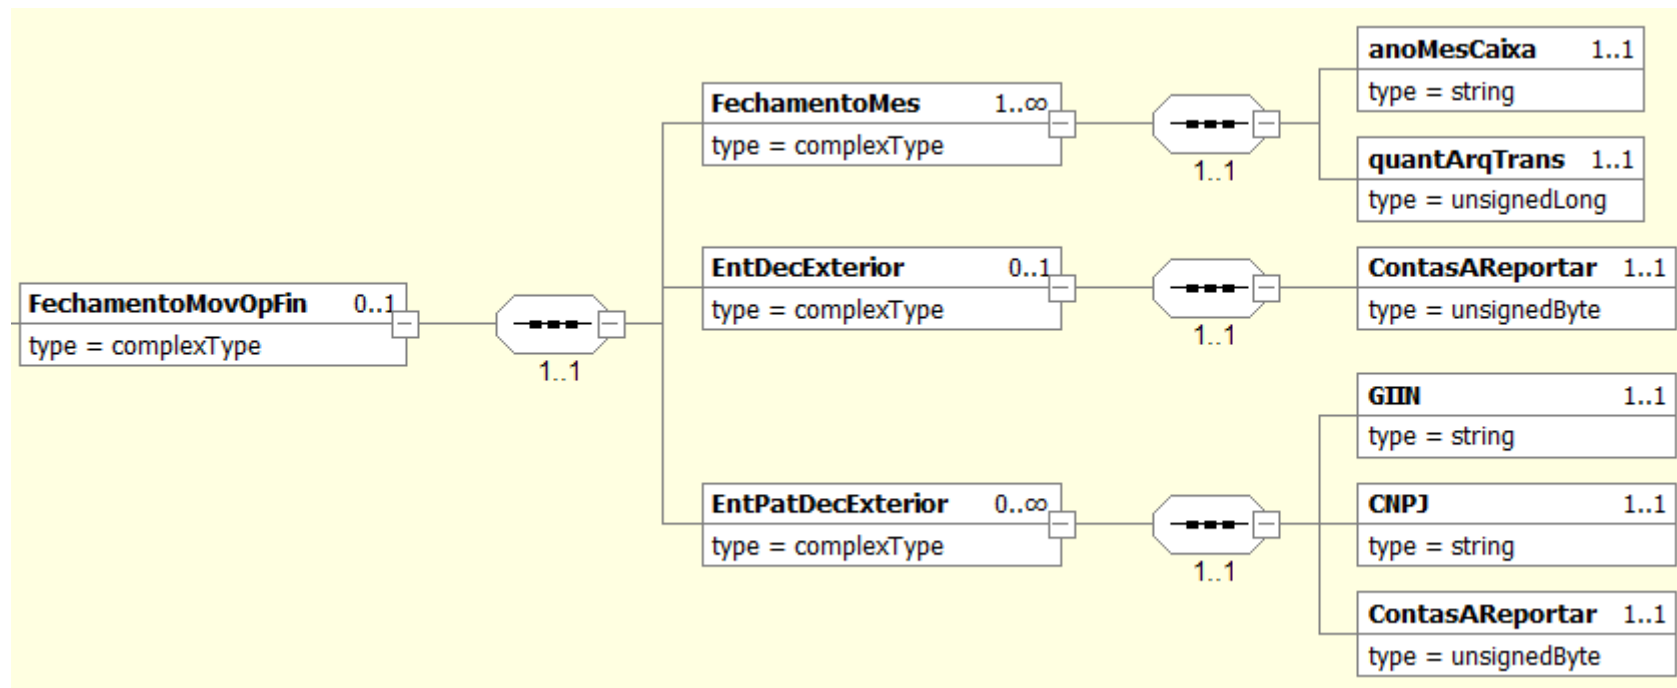 FechamentoMovOpFin 0..1
type = complexType
1..1
FechamentoMes 1..∞
type = complexType
1..1
anoMesCaixa 1..1
type = string
quantArqTrans 1..1
type = unsignedLong
EntDecExterior 0..1
type = complexType
1..1
ContasAReportar 1..1
type = unsignedByte
EntPatDecExterior 0..∞
type = complexType
1..1
GIIN 1..1
type = string
CNPJ 1..1
type = string
ContasAReportar 1..1
type = unsignedByte